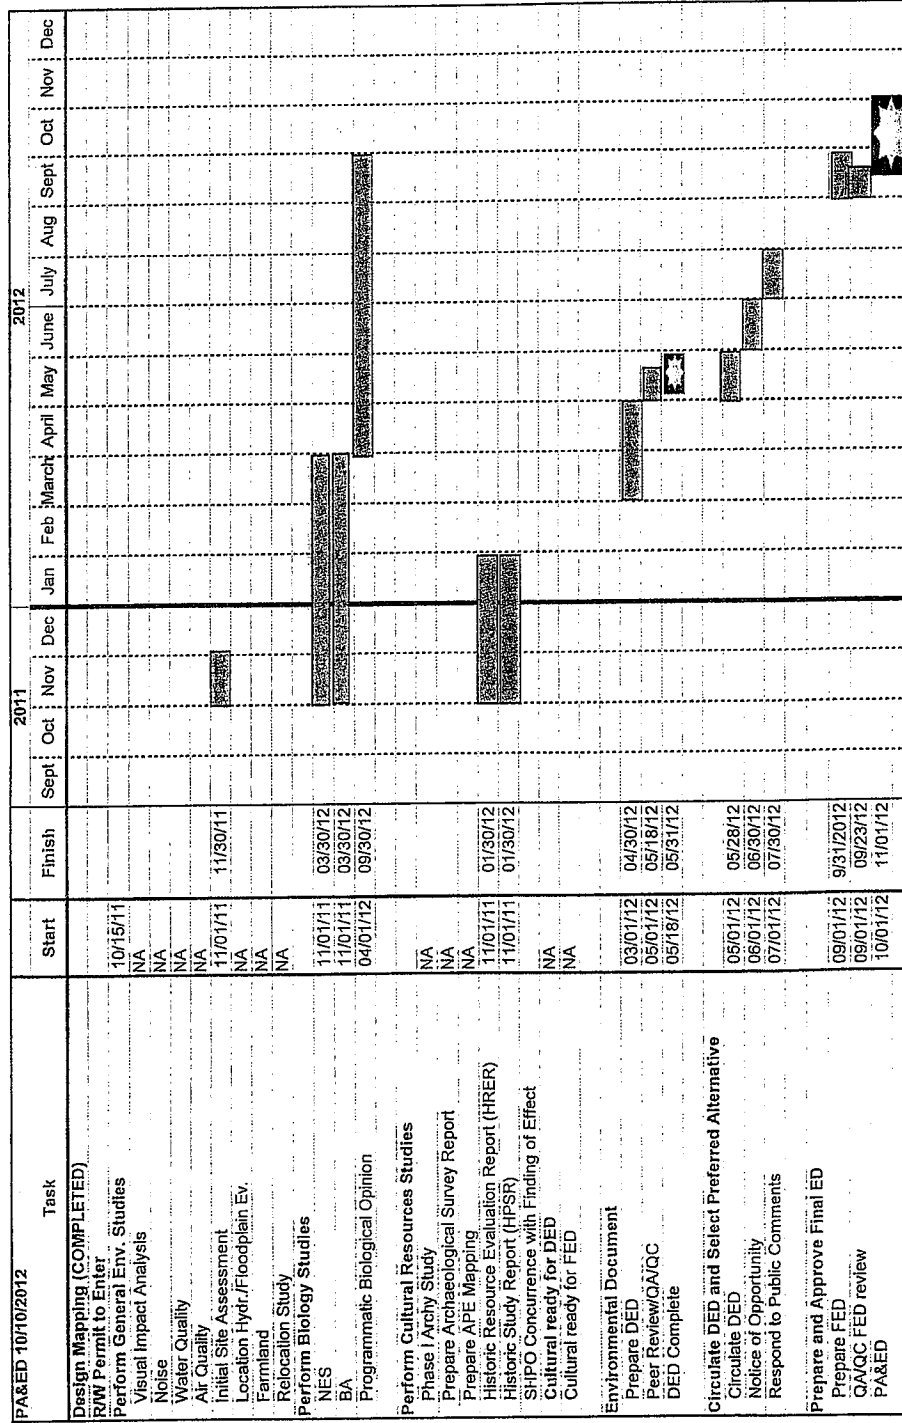 PA&ED 10/10/2012
2011 2012
Task Start Finish Sept Oct Nov Dec Jan Feb March April May June July Aug Sept Oct Nov Dec
Design Mapping (COMPLETED)
R/W Permit to Enter
Perform General Env. Studies 10/15/11
Visual Impact Analysis NA
Noise NA
Water Quality NA
Air Quality NA
Initial Site Assessment 11/01/11 11/30/11
Location Hydr./Floodplain Ev. NA
Farmland NA
Relocation Study NA
Perform Biology Studies
NES 11/01/11 03/30/12
BA 11/01/11 03/30/12
Programmatic Biological Opinion 04/01/12 09/30/12
Perform Cultural Resources Studies
Phase I Archy Study NA
Prepare Archaeological Survey Report NA
Prepare APE Mapping NA
Historic Resource Evaluation Report (HRER) 11/01/11 01/30/12
Historic Study Report (HPSR) 11/01/11 01/30/12
SHPO Concurrence with Finding of Effect
Cultural ready for DED NA
Cultural ready for FED NA
Environmental Document
Prepare DED 03/01/12 04/30/12
Peer Review/QA/QC 05/01/12 05/18/12
DED Complete 05/18/12 05/31/12
Circulate DED and Select Preferred Alternative
Circulate DED 05/01/12 05/28/12
Notice of Opportunity 06/01/12 06/30/12
Respond to Public Comments 07/01/12 07/30/12
Prepare and Approve Final ED
Prepare FED 09/01/12 9/31/2012
QA/QC FED review 09/01/12 09/23/12
PA&ED 10/01/12 11/01/12